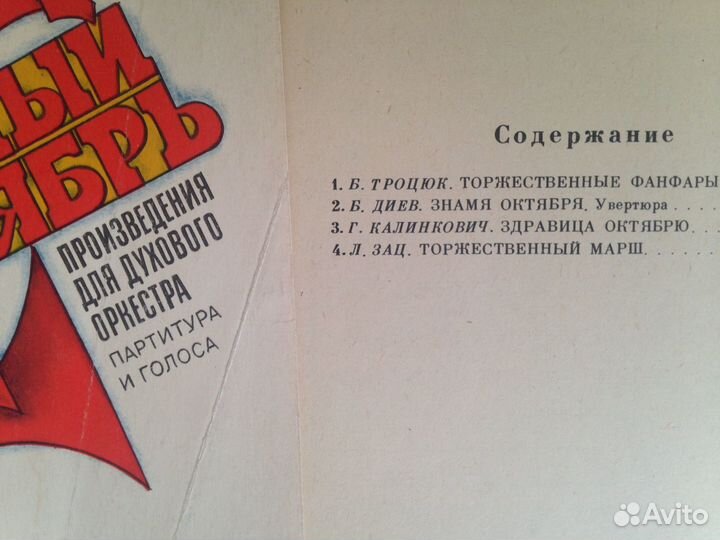 ЫЙ
ЯБРЬ
ПРОИЗВЕДЕНИЯ
ДЛЯ ДУХОВОГО
ОРКЕСТРА
ПАРТИТУРА
И ГОЛОСА
Содержание
1. Б. ТРОЦЮК. ТОРЖЕСТВЕННЫЕ ФАНФАРЫ
2. Б. ДИЕВ. ЗНАМЯ ОКТЯБРЯ. Увертюра . . .
3. Г. КАЛИНКОВИЧ. ЗДРАВИЦА ОКТЯБРЮ. . .
4. Л. ЗАЦ. ТОРЖЕСТВЕННЫЙ МАРШ. . . . .
Avito